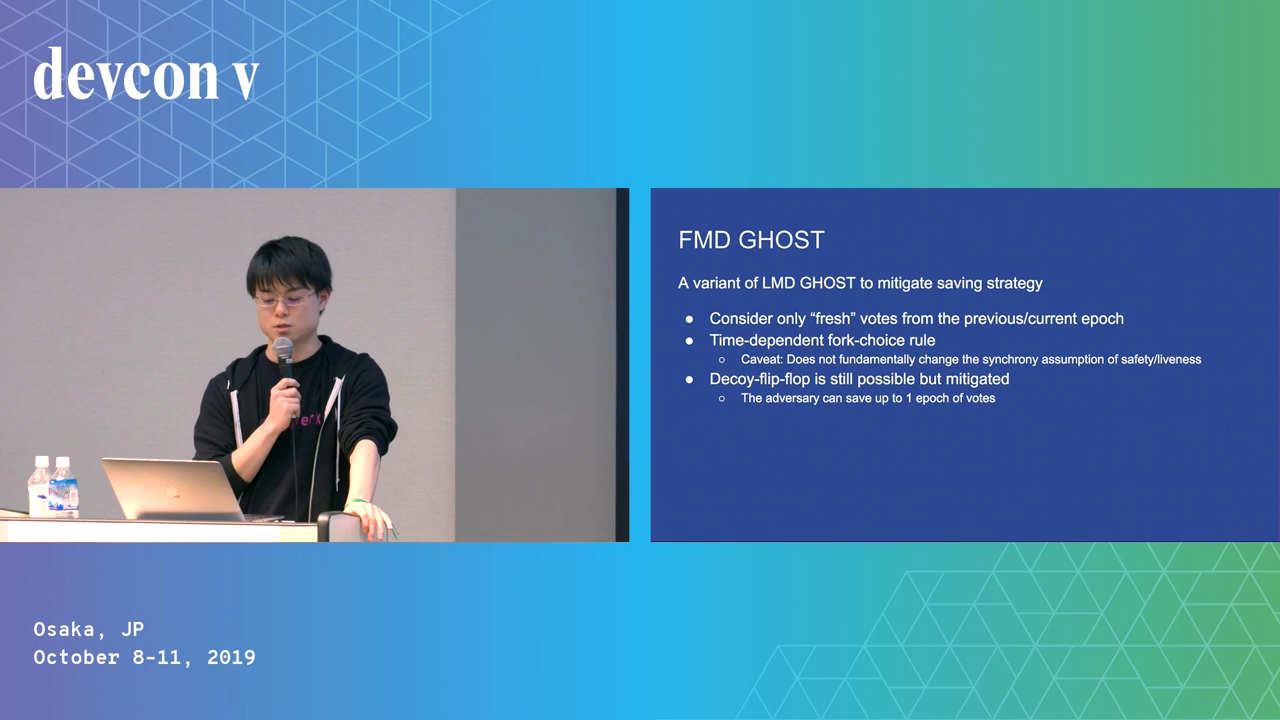 devcon v
FMD GHOST
A variant of LMD GHOST to mitigate saving strategy
● Consider only “fresh” votes from the previous/current epoch
● Time-dependent fork-choice rule
○ Caveat: Does not fundamentally change the synchrony assumption of safety/liveness
● Decoy-flip-flop is still possible but mitigated
○ The adversary can save up to 1 epoch of votes
Osaka, JP
October 8-11, 2019